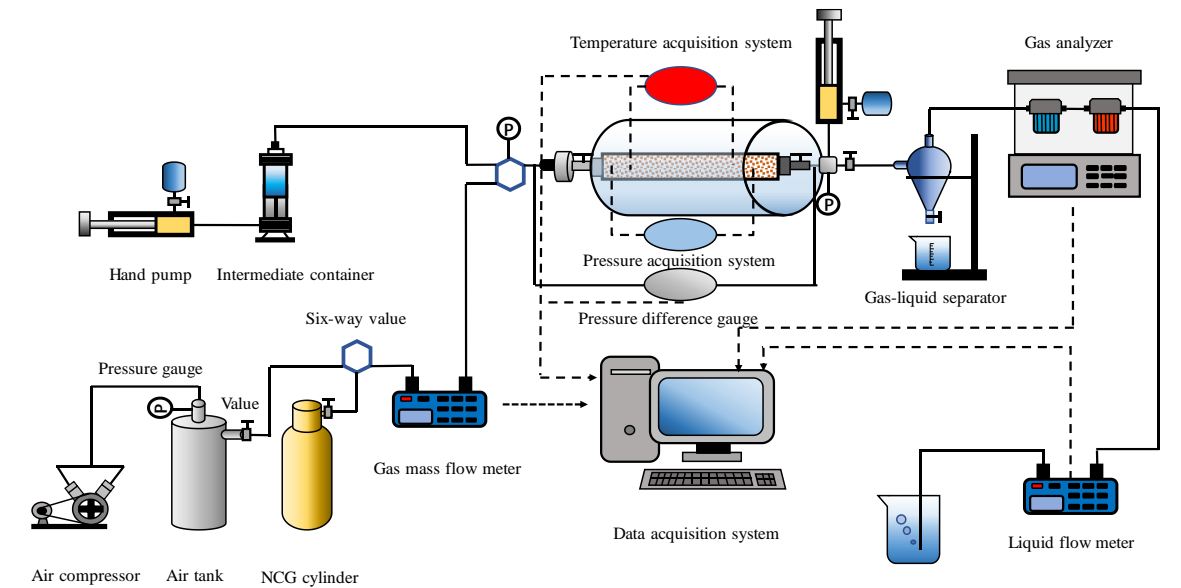 Temperature acquisition system
Gas analyzer
P
P
Hand pump
Intermediate container
Pressure acquisition system
Gas-liquid separator
Six-way value
Pressure difference gauge
Pressure gauge
P
Value
Gas mass flow meter
Data acquisition system
Liquid flow meter
Air compressor
Air tank
NCG cylinder